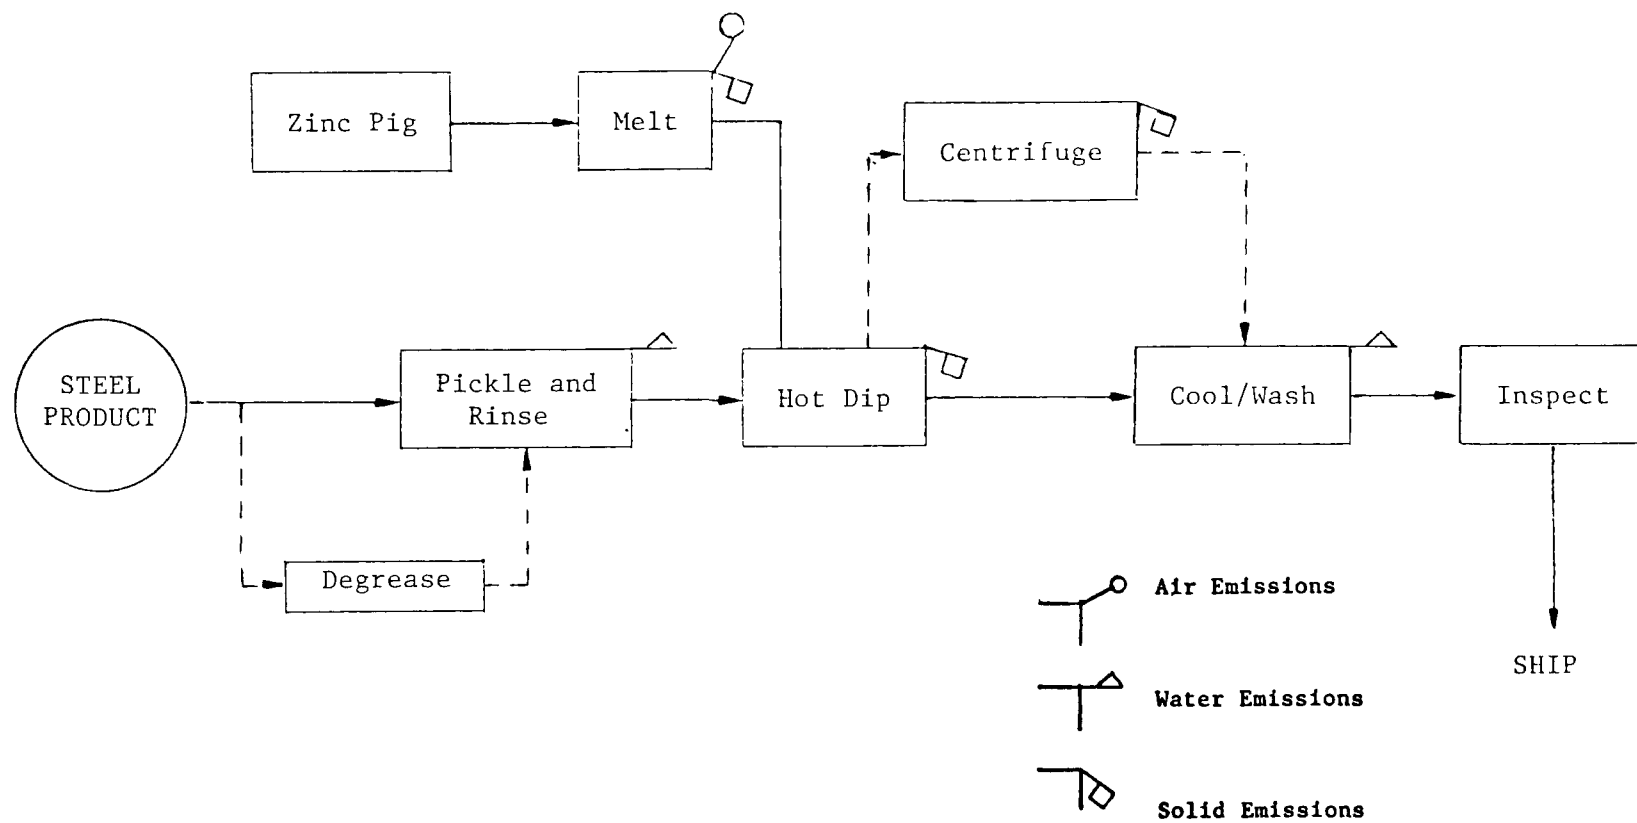 Zinc Pig
Melt
Centrifuge
STEEL
PRODUCT
Pickle and
Rinse
Hot Dip
Cool/Wash
Inspect
Degrease
Air Emissions
SHIP
Water Emissions
Solid Emissions